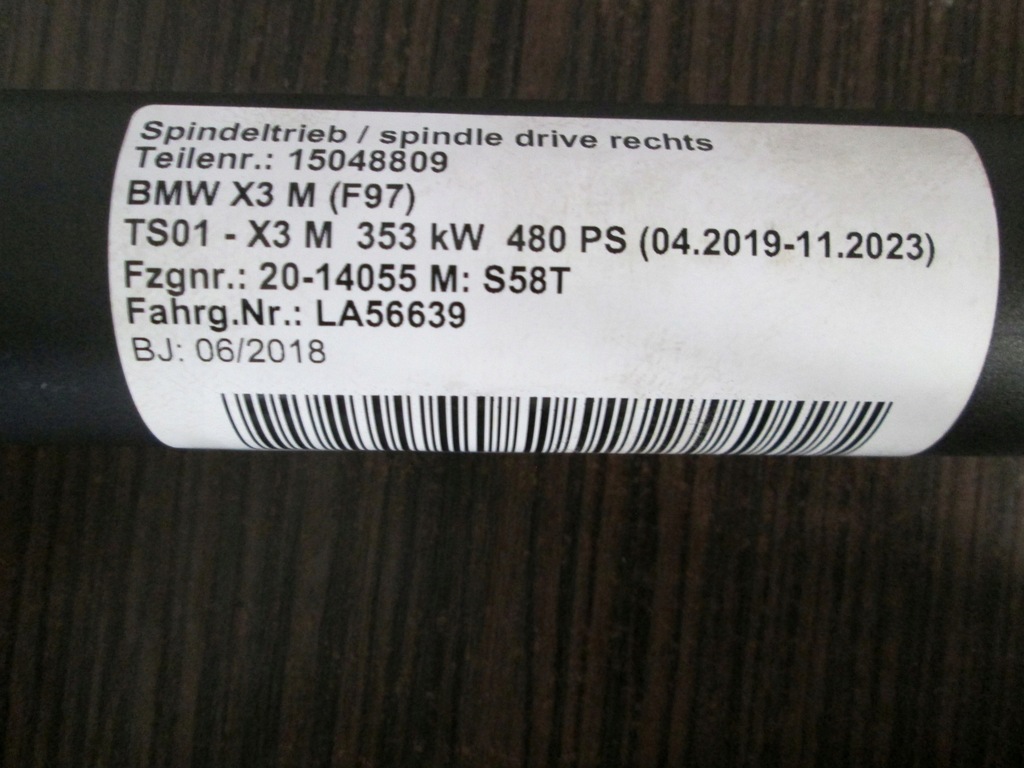 Spindeltrieb / spindle drive rechts
Teilenr.: 15048809
BMW X3 M (F97)
TS01 - X3 M 353 kW 480 PS (04.2019-11.2023)
Fzgnr.: 20-14055 M: S58T
Fahrg.Nr.: LA56639
BJ: 06/2018